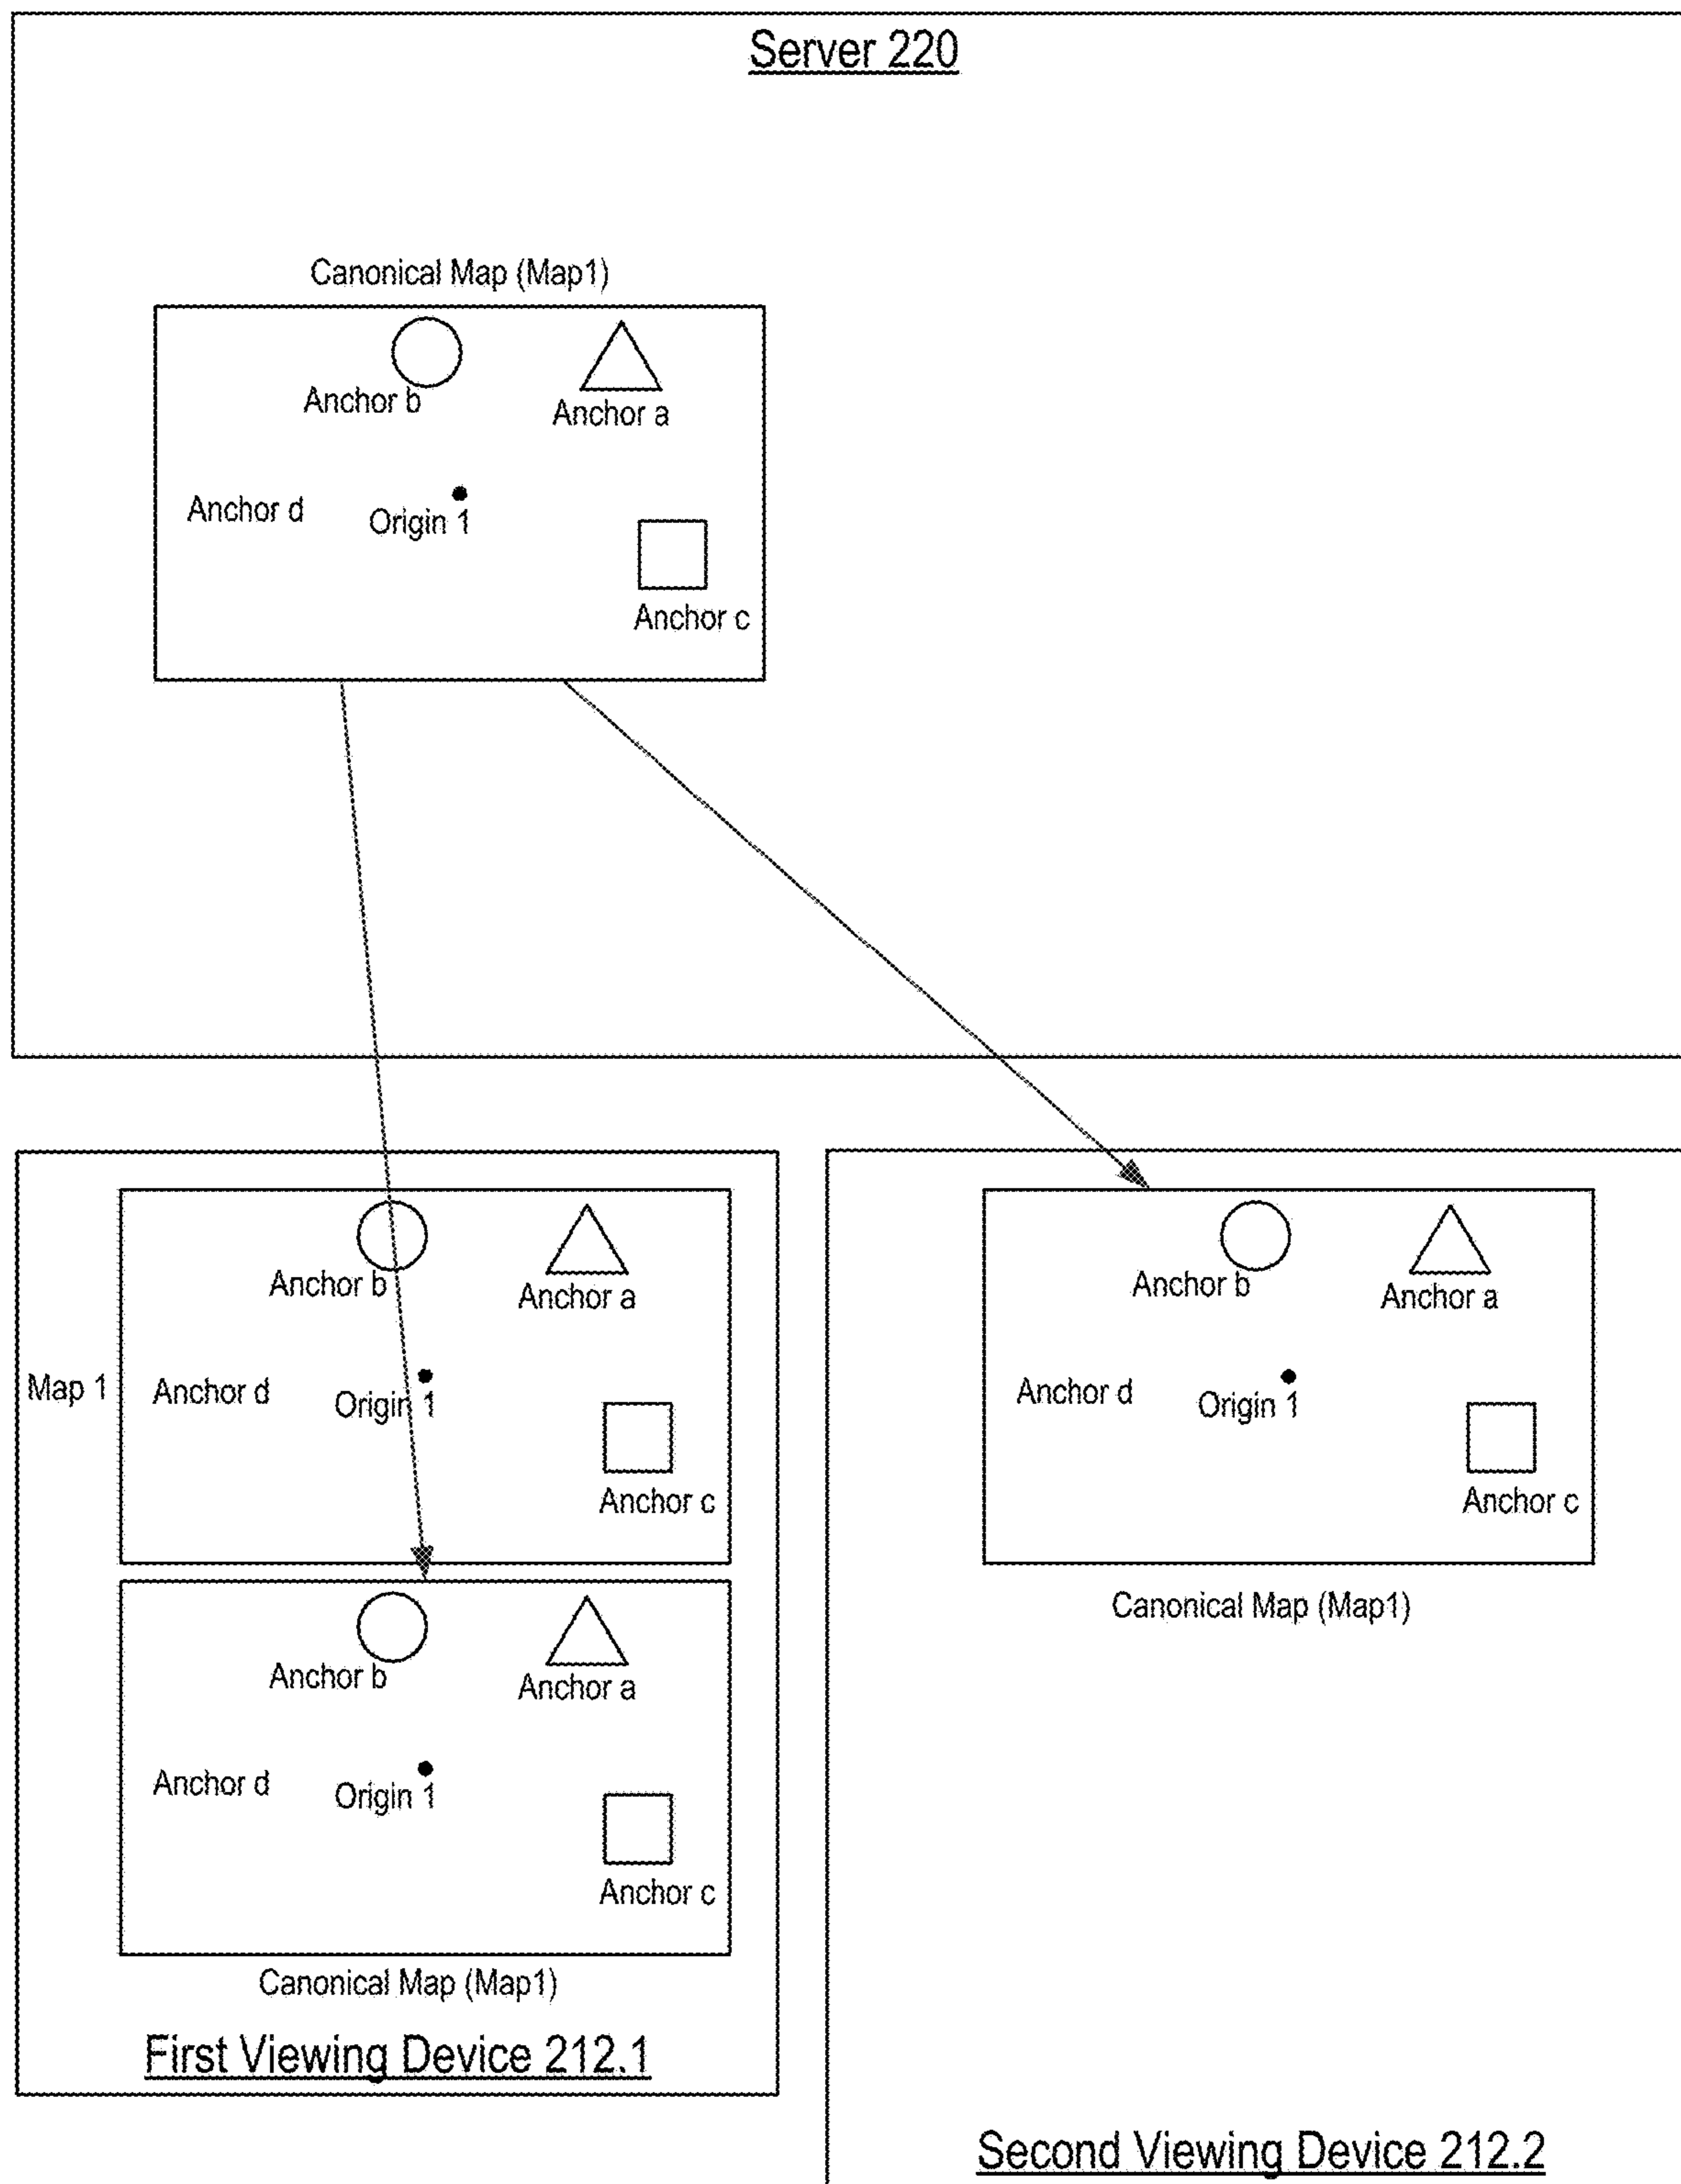 Server 220
Canonical Map (Map1)
Anchor b
Anchor a
Anchor d
Origin 1
Anchor c
Map 1
Anchor b
Anchor a
Anchor d
Origin 1
Anchor c
Anchor b
Anchor a
Anchor d
Origin 1
Anchor c
Canonical Map (Map1)
First Viewing Device 212.1
Anchor b
Anchor a
Anchor d
Origin 1
Anchor c
Canonical Map (Map1)
Second Viewing Device 212.2